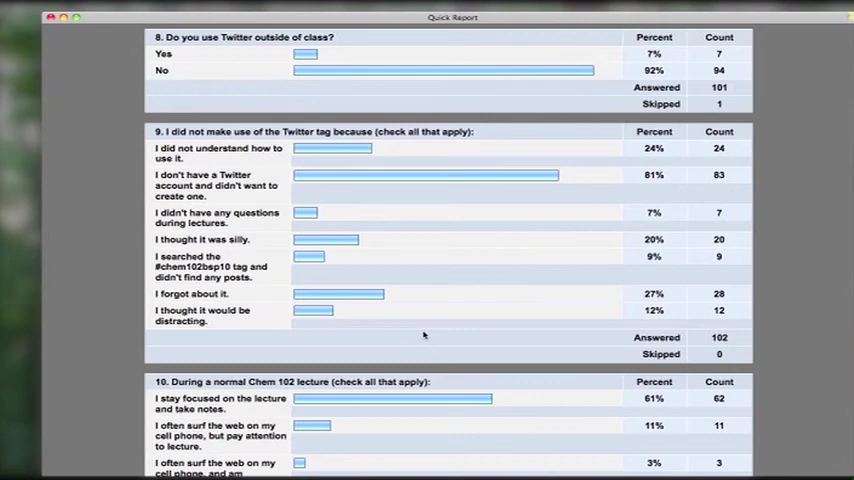 Quick Report
8. Do you use Twitter outside of class? Percent Count
Yes 7% 7
No 92% 94
Answered 101
Skipped 1
9. I did not make use of the Twitter tag because (check all that apply): Percent Count
I did not understand how to 24% 24
use it.
I don't have a Twitter 81% 83
account and didn't want to
create one.
I didn't have any questions 7% 7
during lectures.
I thought it was silly. 20% 20
I searched the 9% 9
#chem102bsp10 tag and
didn't find any posts.
I forgot about it. 27% 28
I thought it would be 12% 12
distracting.
Answered 102
Skipped 0
10. During a normal Chem 102 lecture (check all that apply): Percent Count
I stay focused on the lecture 61% 62
and take notes.
I often surf the web on my 11% 11
cell phone, but pay attention
to lecture.
I often surf the web on my 3% 3
cell phone, and am